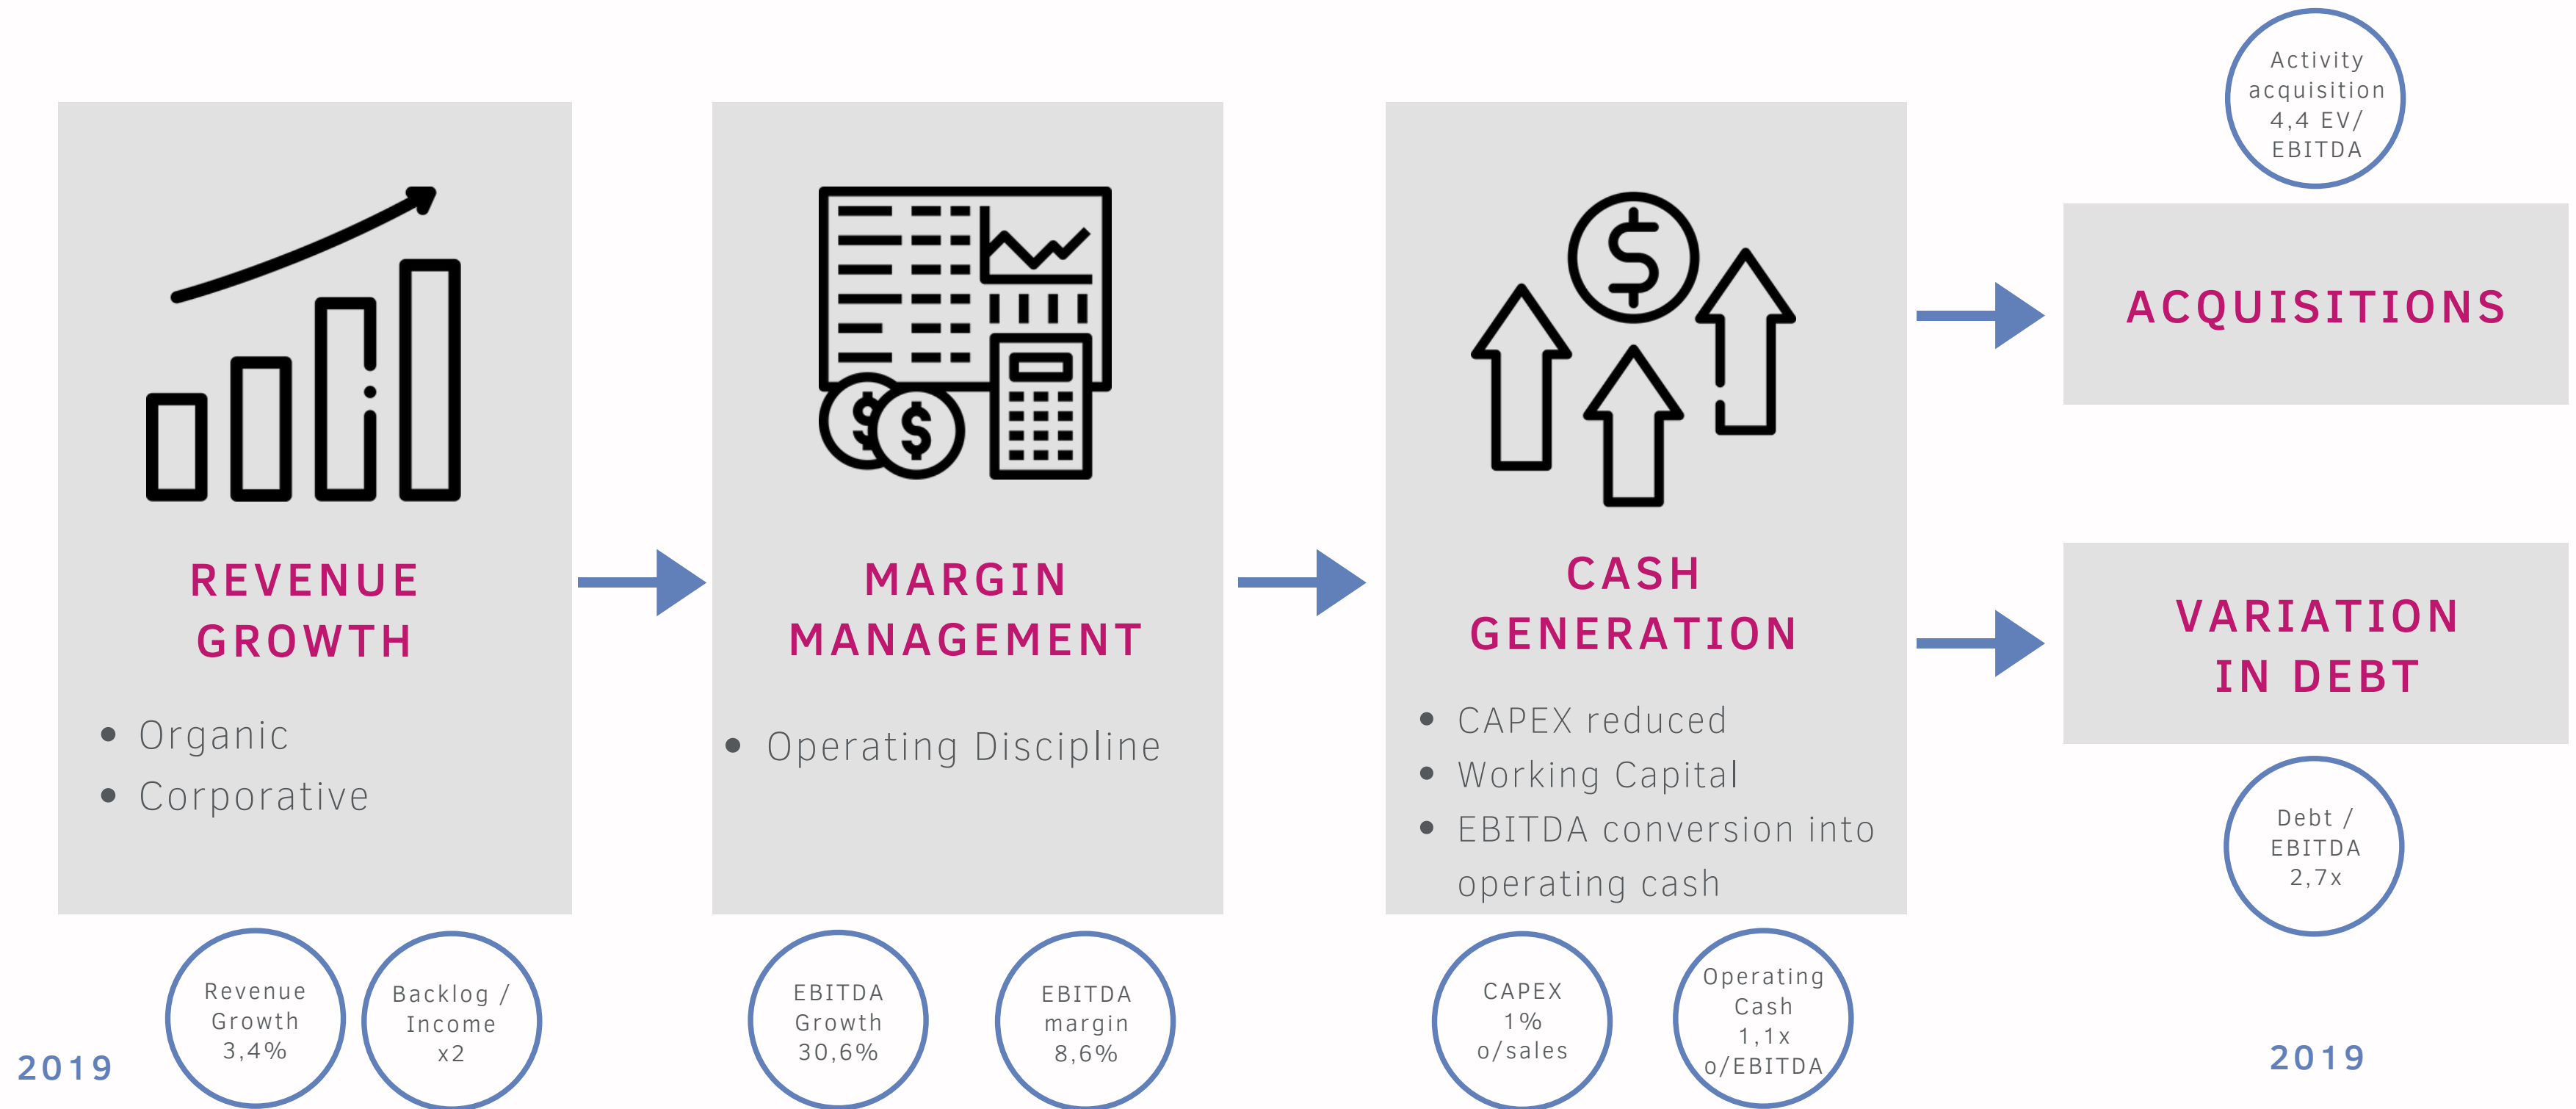 REVENUE
GROWTH
• Organic
• Corporative
Revenue
Growth
3,4%
Backlog /
Income
x2
2019
MARGIN
MANAGEMENT
• Operating Discipline
EBITDA
Growth
30,6%
EBITDA
margin
8,6%
CASH
GENERATION
• CAPEX reduced
• Working Capital
• EBITDA conversion into
operating cash
CAPEX
1%
o/sales
Operating
Cash
1,1x
o/EBITDA
Activity
acquisition
4,4 EV/
EBITDA
ACQUISITIONS
VARIATION
IN DEBT
Debt /
EBITDA
2,7x
2019